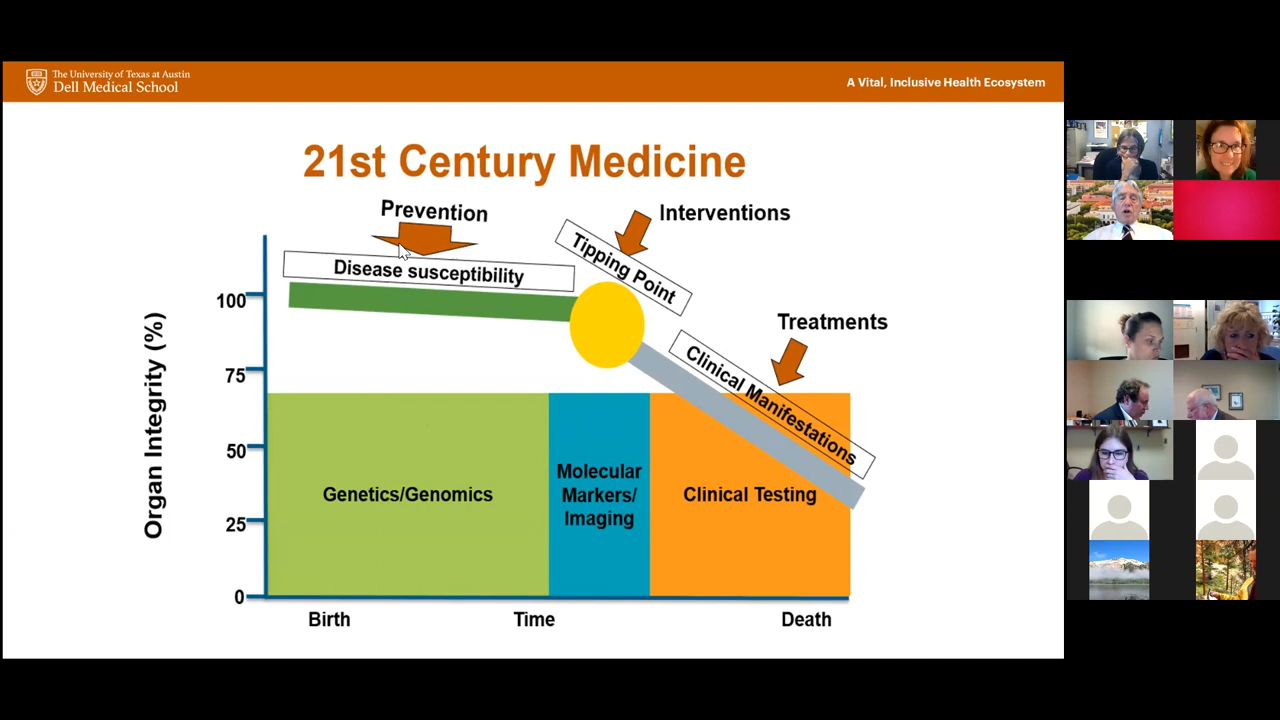 The University of Texas at Austin
Dell Medical School
A Vital, Inclusive Health Ecosystem
21st Century Medicine
Prevention
Interventions
Tipping Point
Disease susceptibility
Treatments
Clinical Manifestations
Organ Integrity (%)
100
75
50
25
0
Genetics/Genomics
Molecular
Markers/
Imaging
Clinical Testing
Birth
Time
Death